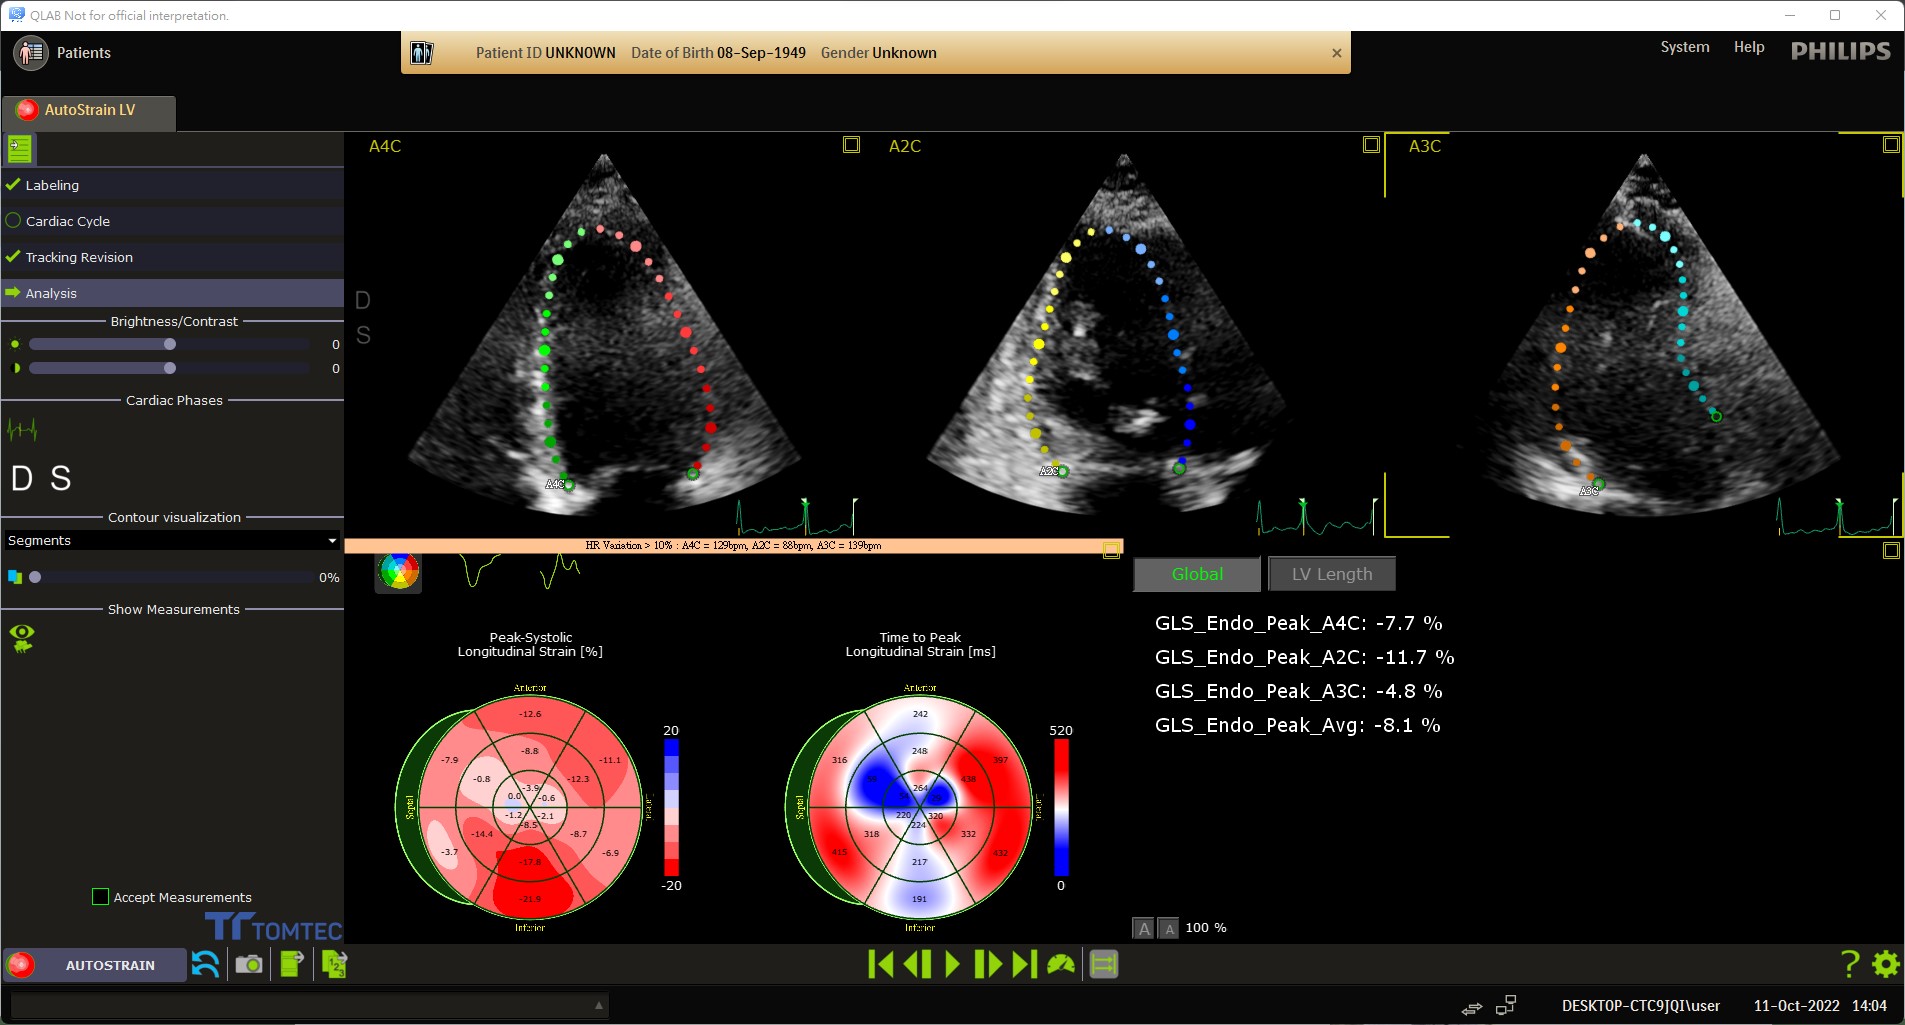 QLAB Not for official interpretation.
Patients
Patient ID UNKNOWN Date of Birth 08-Sep-1949 Gender Unknown
System Help PHILIPS
AutoStrain LV
Labeling
Cardiac Cycle
Tracking Revision
Analysis
Brightness/Contrast
0
0
Cardiac Phases
D S
Contour visualization
Segments
0%
Show Measurements
Accept Measurements
TOMTEC
A4C
A2C
A3C
D
S
A4C
A2C
A3C
HR Variation > 10% : A4C = 129bpm, A2C = 88bpm, A3C = 139bpm
Peak-Systolic
Longitudinal Strain [%]
Anterior
-12.6
-7.9
-8.8
-11.1
-0.8
-12.3
-3.9
0.0
-0.6
-1.2
-2.1
-8.5
-14.4
-8.7
-3.7
-17.8
-6.9
-21.9
Septal
Inferior
20
-20
Time to Peak
Longitudinal Strain [ms]
Anterior
242
316
248
397
438
264
220
320
224
318
332
415
217
432
191
Septal
Inferior
520
0
Global
LV Length
GLS_Endo_Peak_A4C: -7.7 %
GLS_Endo_Peak_A2C: -11.7 %
GLS_Endo_Peak_A3C: -4.8 %
GLS_Endo_Peak_Avg: -8.1 %
A A 100 %
AUTOSTRAIN
DESKTOP-CTC9JQI\user 11-Oct-2022 14:04